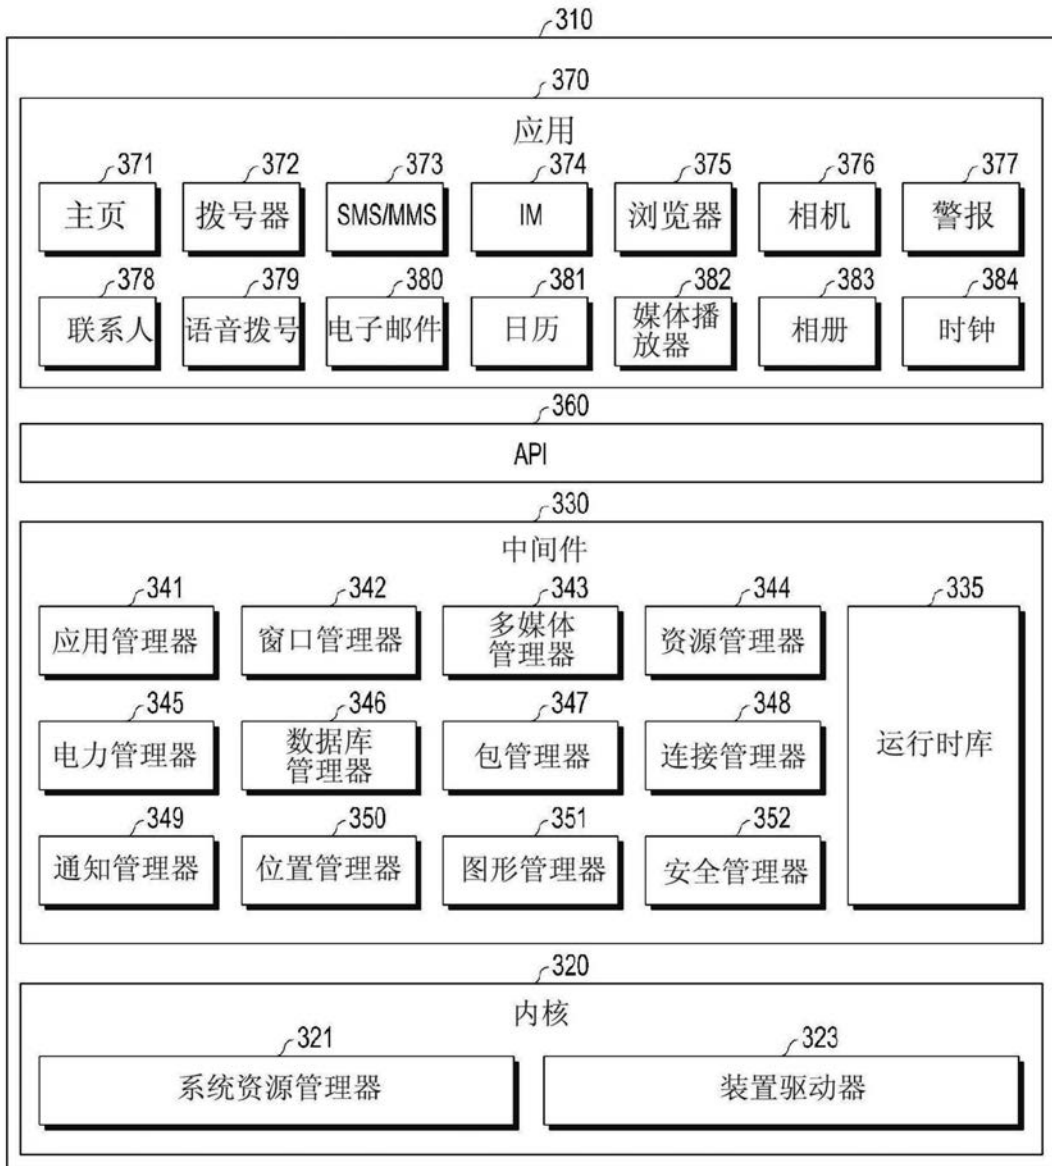 310
370
应用
371 372 373 374 375 376 377
主页 拨号器 SMS/MMS IM 浏览器 相机 警报
378 379 380 381 382 383 384
联系人 语音拨号 电子邮件 日历 媒体播 相册 时钟
放器
360
API
330
中间件
341 342 343 344 335
应用管理器 窗口管理器 多媒体 资源管理器
管理器
345 346 347 348
电力管理器 数据库 包管理器 连接管理器 运行时库
管理器
349 350 351 352
通知管理器 位置管理器 图形管理器 安全管理器
320
内核
321 323
系统资源管理器 装置驱动器